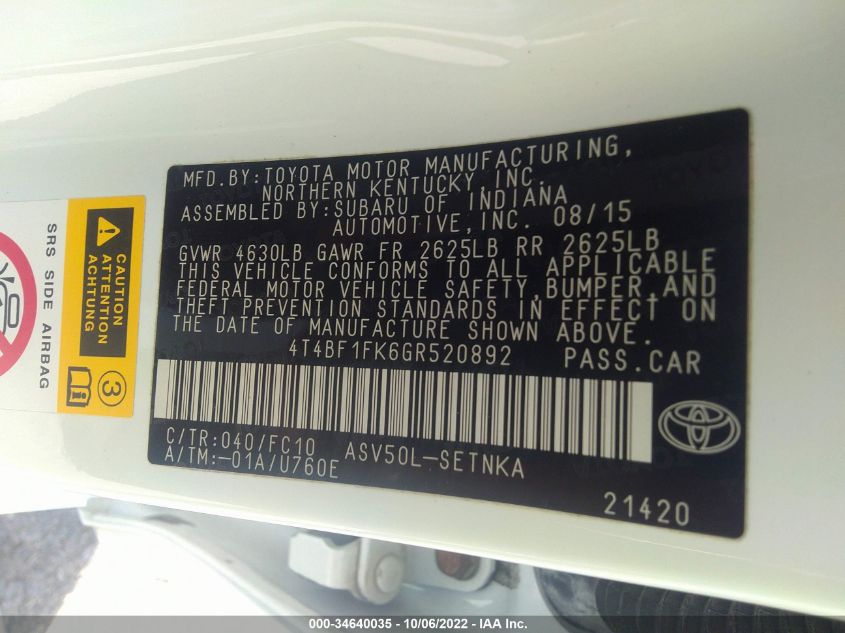 MFD.BY:TOYOTA MOTOR MANUFACTURING,
NORTHERN KENTUCKY,INC.
ASSEMBLED BY:SUBARU OF INDIANA
AUTOMOTIVE,INC. 08/15
GVWR 4630LB GAWR FR 2625LB RR 2625LB
THIS VEHICLE CONFORMS TO ALL APPLICABLE
FEDERAL MOTOR VEHICLE SAFETY,BUMPER,AND
THEFT PREVENTION STANDARDS IN EFFECT ON
THE DATE OF MANUFACTURE SHOWN ABOVE.
4T4BF1FK6GR520892 PASS.CAR
C/TR:040/FC10 ASV50L-SETNKA
A/TM:-01A/U760E
21420
CAUTION
ATTENTION
ACHTUNG
3
SRS SIDE AIRBAG
000-34640035 - 10/06/2022 - IAA Inc.